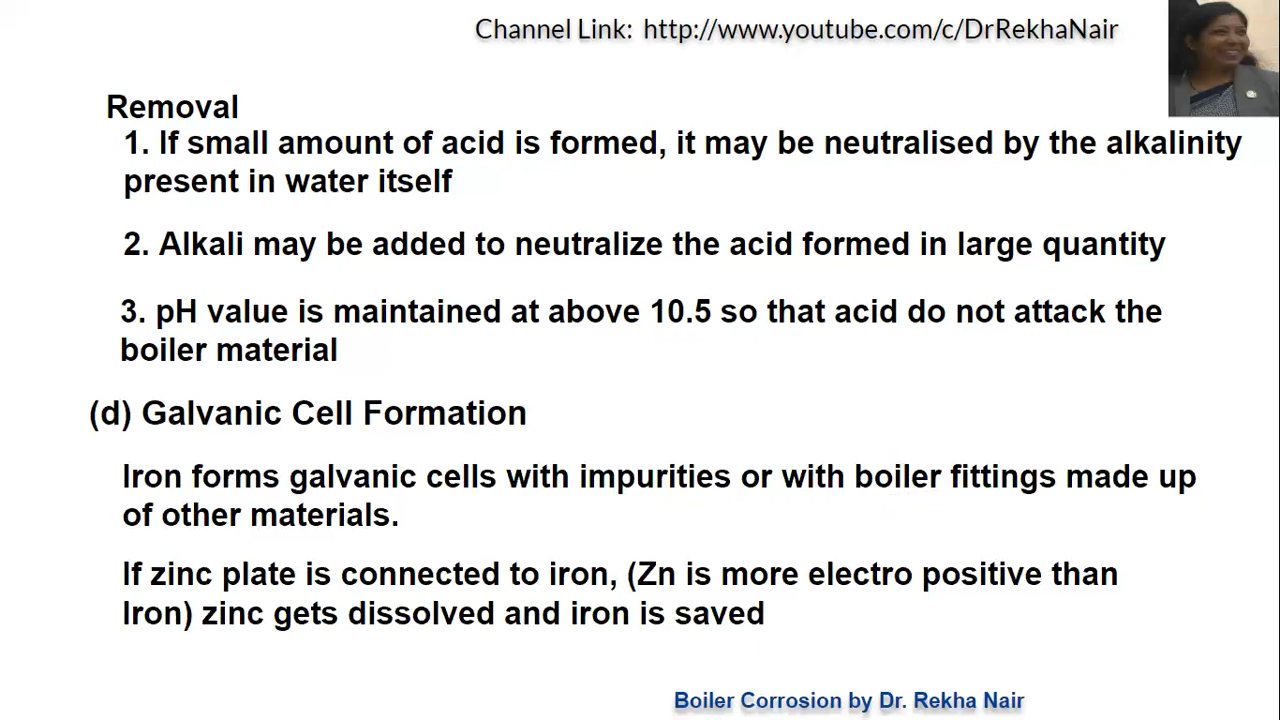 Channel Link: http://www.youtube.com/c/DrRekhaNair
Removal
1. If small amount of acid is formed, it may be neutralised by the alkalinity
present in water itself
2. Alkali may be added to neutralize the acid formed in large quantity
3. pH value is maintained at above 10.5 so that acid do not attack the
boiler material
(d) Galvanic Cell Formation
Iron forms galvanic cells with impurities or with boiler fittings made up
of other materials.
If zinc plate is connected to iron, (Zn is more electro positive than
Iron) zinc gets dissolved and iron is saved
Boiler Corrosion by Dr. Rekha Nair